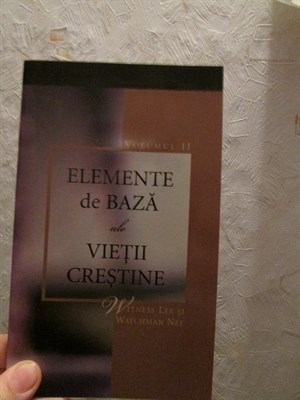 VOLUMUL II
ELEMENTE
de BAZĂ
ale
VIEȚII
CREȘTINE
WITNESS LEE ȘI
WATCHMAN NEE